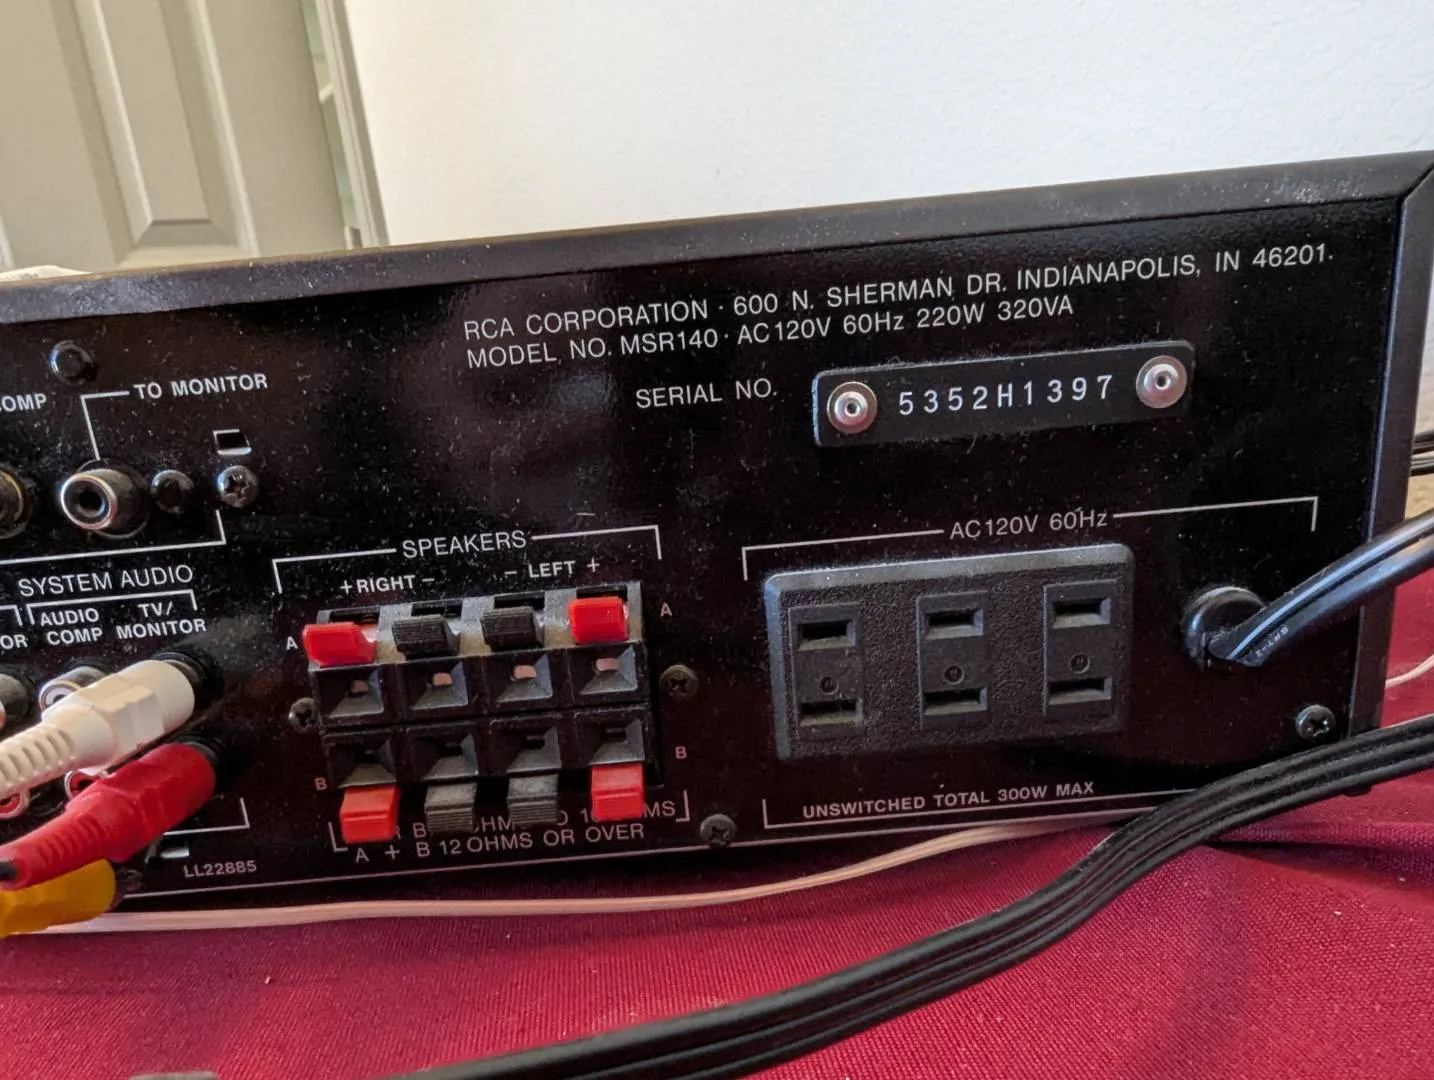 RCA CORPORATION · 600 N. SHERMAN DR. INDIANAPOLIS, IN 46201.
MODEL NO. MSR140 · AC120V 60Hz 220W 320VA
SERIAL NO. 5352H1397
TO MONITOR
SPEAKERS
+ RIGHT − − LEFT +
A A
B B
A + B 12 OHMS OR OVER
AC120V 60Hz
UNSWITCHED TOTAL 300W MAX
SYSTEM AUDIO
AUDIO TV/
COMP MONITOR
LL22885